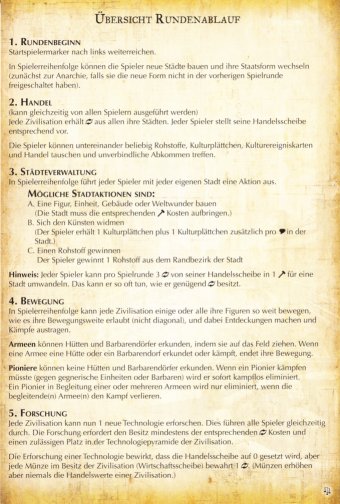 Übersicht Rundenablauf
1. Rundenbeginn
Startspielermarker nach links weiterreichen.
In Spielerreihenfolge können die Spieler neue Städte bauen und ihre Staatsform wechseln
(zunächst zur Anarchie, falls sie die neue Form nicht in der vorherigen Spielrunde
freigeschaltet haben).
2. Handel
(kann gleichzeitig von allen Spielern ausgeführt werden)
Jede Zivilisation erhält aus allen ihre Städten. Jeder Spieler stellt seine Handelsscheibe
entsprechend vor.
Die Spieler können untereinander beliebig Rohstoffe, Kulturplättchen, Kulturereigniskarten
und Handel tauschen und unverbindliche Abkommen treffen.
3. Städteverwaltung
In Spielerreihenfolge führt jeder Spieler mit jeder eigenen Stadt eine Aktion aus.
Mögliche Stadtaktionen sind:
A. Eine Figur, Einheit, Gebäude oder Weltwunder bauen
(Die Stadt muss die entsprechenden Kosten aufbringen.)
B. Sich den Künsten widmen
(Der Spieler erhält 1 Kulturplättchen plus 1 Kulturplättchen zusätzlich pro in der
Stadt.)
C. Einen Rohstoff gewinnen
Der Spieler gewinnt 1 Rohstoff aus dem Randbezirk der Stadt
Hinweis: Jeder Spieler kann pro Spielrunde 3 von seiner Handelsscheibe in 1 für eine
Stadt umwandeln. Das kann er so oft tun, wie er genügend besitzt.
4. Bewegung
In Spielerreihenfolge kann jede Zivilisation einige oder alle ihre Figuren so weit bewegen,
wie es ihre Bewegungsweite erlaubt (nicht diagonal), und dabei Entdeckungen machen und
Kämpfe austragen.
Armeen können Hütten und Barbarendörfer erkunden, indem sie auf das Feld ziehen. Wenn
eine Armee eine Hütte oder ein Barbarendorf erkundet oder kämpft, endet ihre Bewegung.
Pioniere können keine Hütten und Barbarendörfer erkunden. Wenn ein Pionier kämpfen
müsste (gegen gegnerische Einheiten oder Barbaren) wird er sofort kampflos eliminiert.
Ein Pionier in Begleitung einer oder mehreren Armeen wird nur eliminiert, wenn die
begleitende(n) Armee(n) den Kampf verlieren.
5. Forschung
Jede Zivilisation kann nun 1 neue Technologie erforschen. Dies führen alle Spieler gleichzeitig
durch. Die Forschung erfordert den Besitz mindestens der entsprechenden Kosten und
einen zulässigen Platz in der Technologiepyramide der Zivilisation.
Die Erforschung einer Technologie bewirkt, dass die Handelsscheibe auf 0 gesetzt wird, aber
jede Münze im Besitz der Zivilisation (Wirtschaftsscheibe) bewahrt 1 . (Münzen erhöhen
aber niemals die Handelswerte einer Zivilisation.)